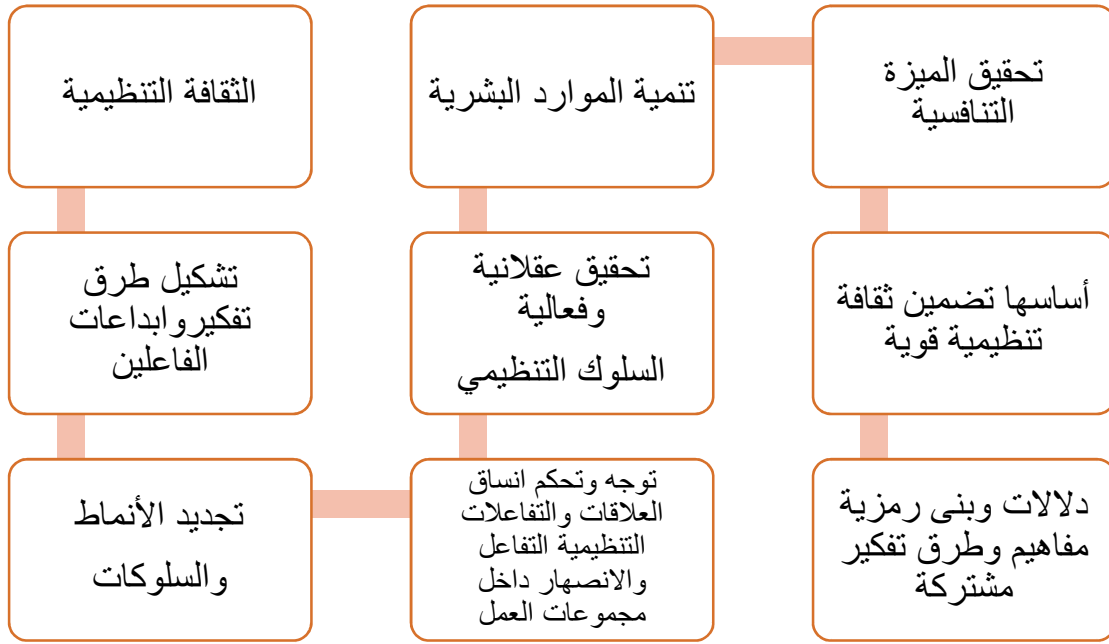 الثقافة التنظيمية
تشكيل طرق
تفكيروابداعات
الفاعلين
تجديد الأنماط
والسلوكات
توجه وتحكم انساق
العلاقات والتفاعلات
التنظيمية التفاعل
والانصهار داخل
مجموعات العمل
تحقيق عقلانية
وفعالية
السلوك التنظيمي
تنمية الموارد البشرية
تحقيق الميزة
التنافسية
أساسها تضمين ثقافة
تنظيمية قوية
دلالات وبنى رمزية
مفاهيم وطرق تفكير
مشتركة